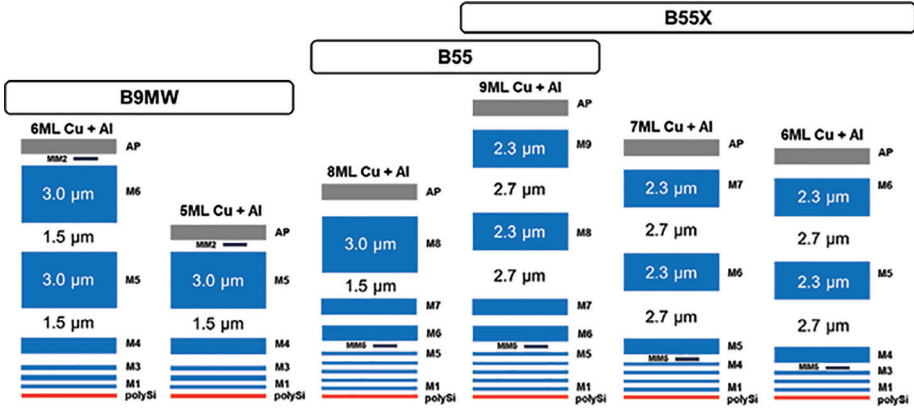 B55X
B55
B9MW
6ML Cu + Al
AP
MIM2
3.0 µm
M6
1.5 µm
3.0 µm
M5
1.5 µm
M4
M3
M1
polySi
5ML Cu + Al
AP
MIM2
3.0 µm
M5
1.5 µm
M4
M3
M1
polySi
8ML Cu + Al
AP
3.0 µm
M8
1.5 µm
M7
M6
MIM5
M5
M1
polySi
9ML Cu + Al
AP
2.3 µm
M9
2.7 µm
2.3 µm
M8
2.7 µm
M7
M6
MIM5
M5
M1
polySi
7ML Cu + Al
AP
2.3 µm
M7
2.7 µm
2.3 µm
M6
2.7 µm
M5
MIM5
M4
M1
polySi
6ML Cu + Al
AP
2.3 µm
M6
2.7 µm
2.3 µm
M5
2.7 µm
M4
MIM5
M3
M1
polySi